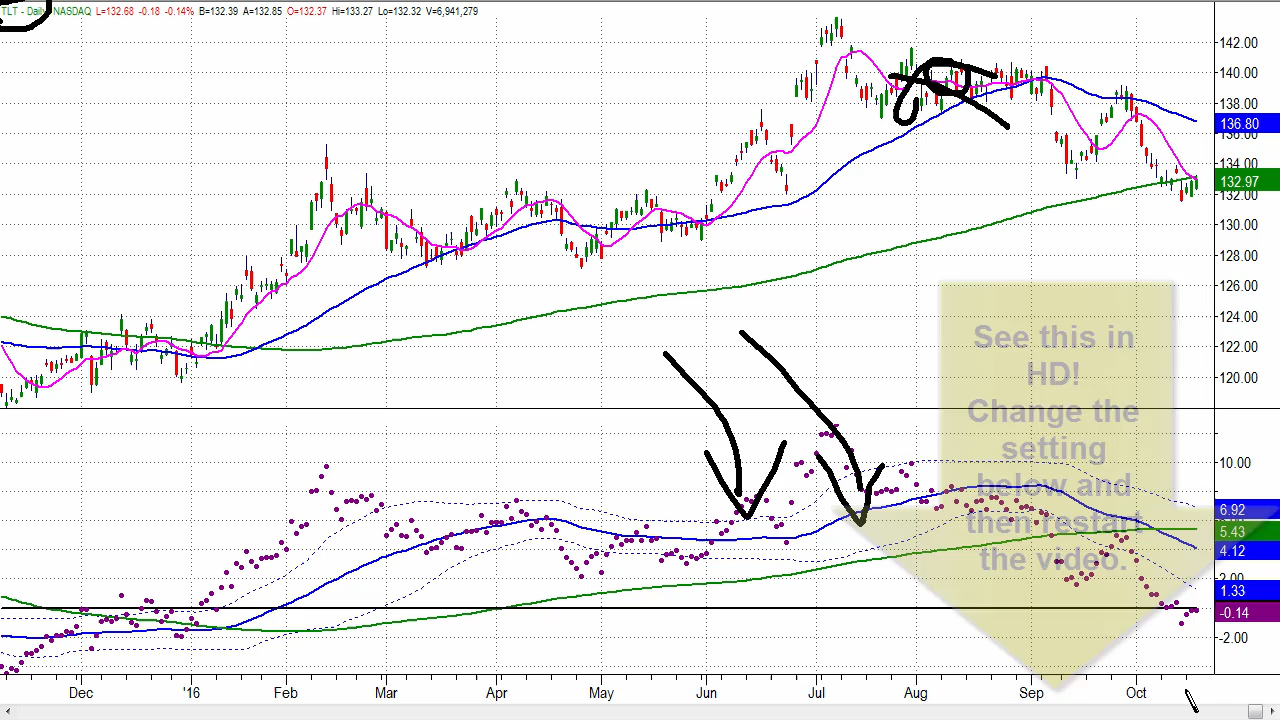 TLT - Daily NASDAQ L=132.68 -0.18 -0.14% B=132.39 A=132.85 O=132.37 Hi=133.27 Lo=132.32 V=6,941,279
142.00
140.00
138.00
136.80
136.00
134.00
132.97
132.00
130.00
128.00
126.00
124.00
122.00
120.00
See this in
HD!
Change the
setting
below and
then restart
the video.
10.00
6.92
5.43
4.12
2.00
1.33
-0.14
-2.00
Dec '16 Feb Mar Apr May Jun Jul Aug Sep Oct